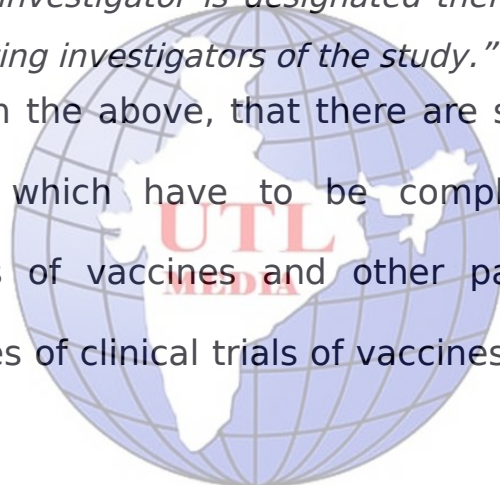 investigator is designated
ing investigators of the study.”
the above, that there are
which have to be
of vaccines and other
of clinical trials of vaccines
UTL
MEDIA